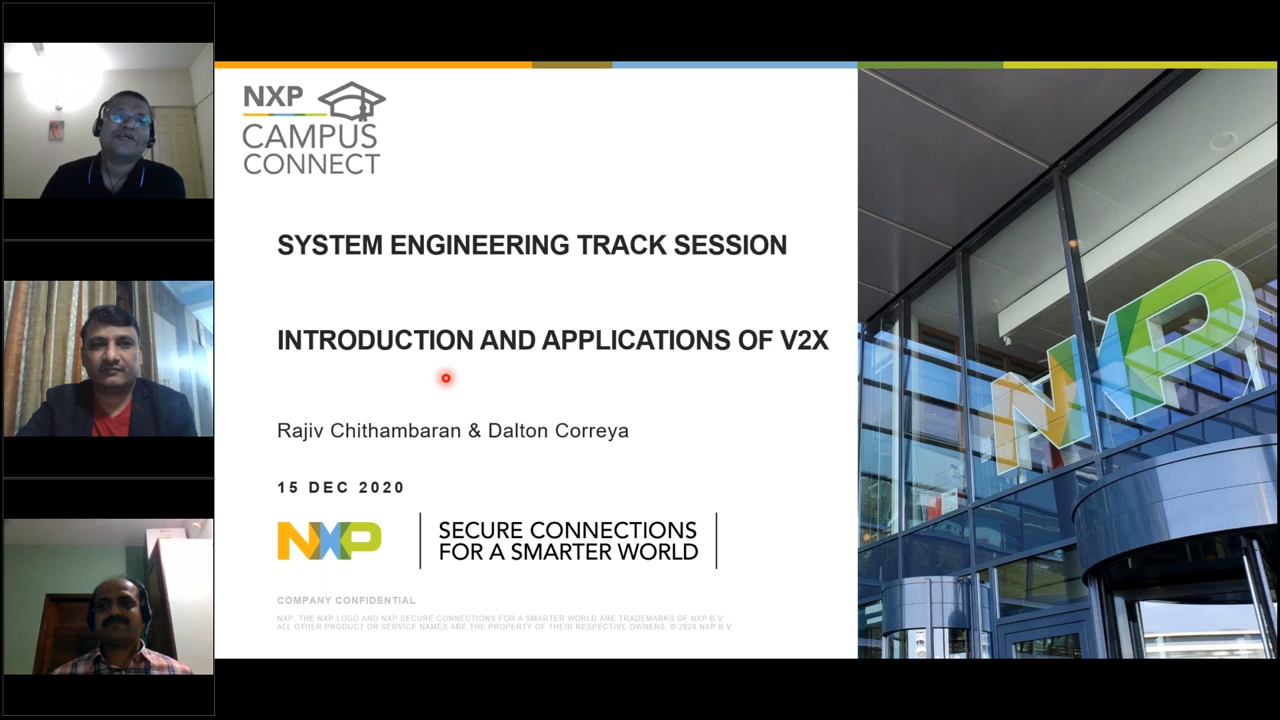 NXP
CAMPUS
CONNECT
SYSTEM ENGINEERING TRACK SESSION
INTRODUCTION AND APPLICATIONS OF V2X
Rajiv Chithambaran & Dalton Correya
15 DEC 2020
NXP
SECURE CONNECTIONS
FOR A SMARTER WORLD
COMPANY CONFIDENTIAL
NXP, THE NXP LOGO AND NXP SECURE CONNECTIONS FOR A SMARTER WORLD ARE TRADEMARKS OF NXP B.V.
ALL OTHER PRODUCT OR SERVICE NAMES ARE THE PROPERTY OF THEIR RESPECTIVE OWNERS. © 2020 NXP B.V.
NXP